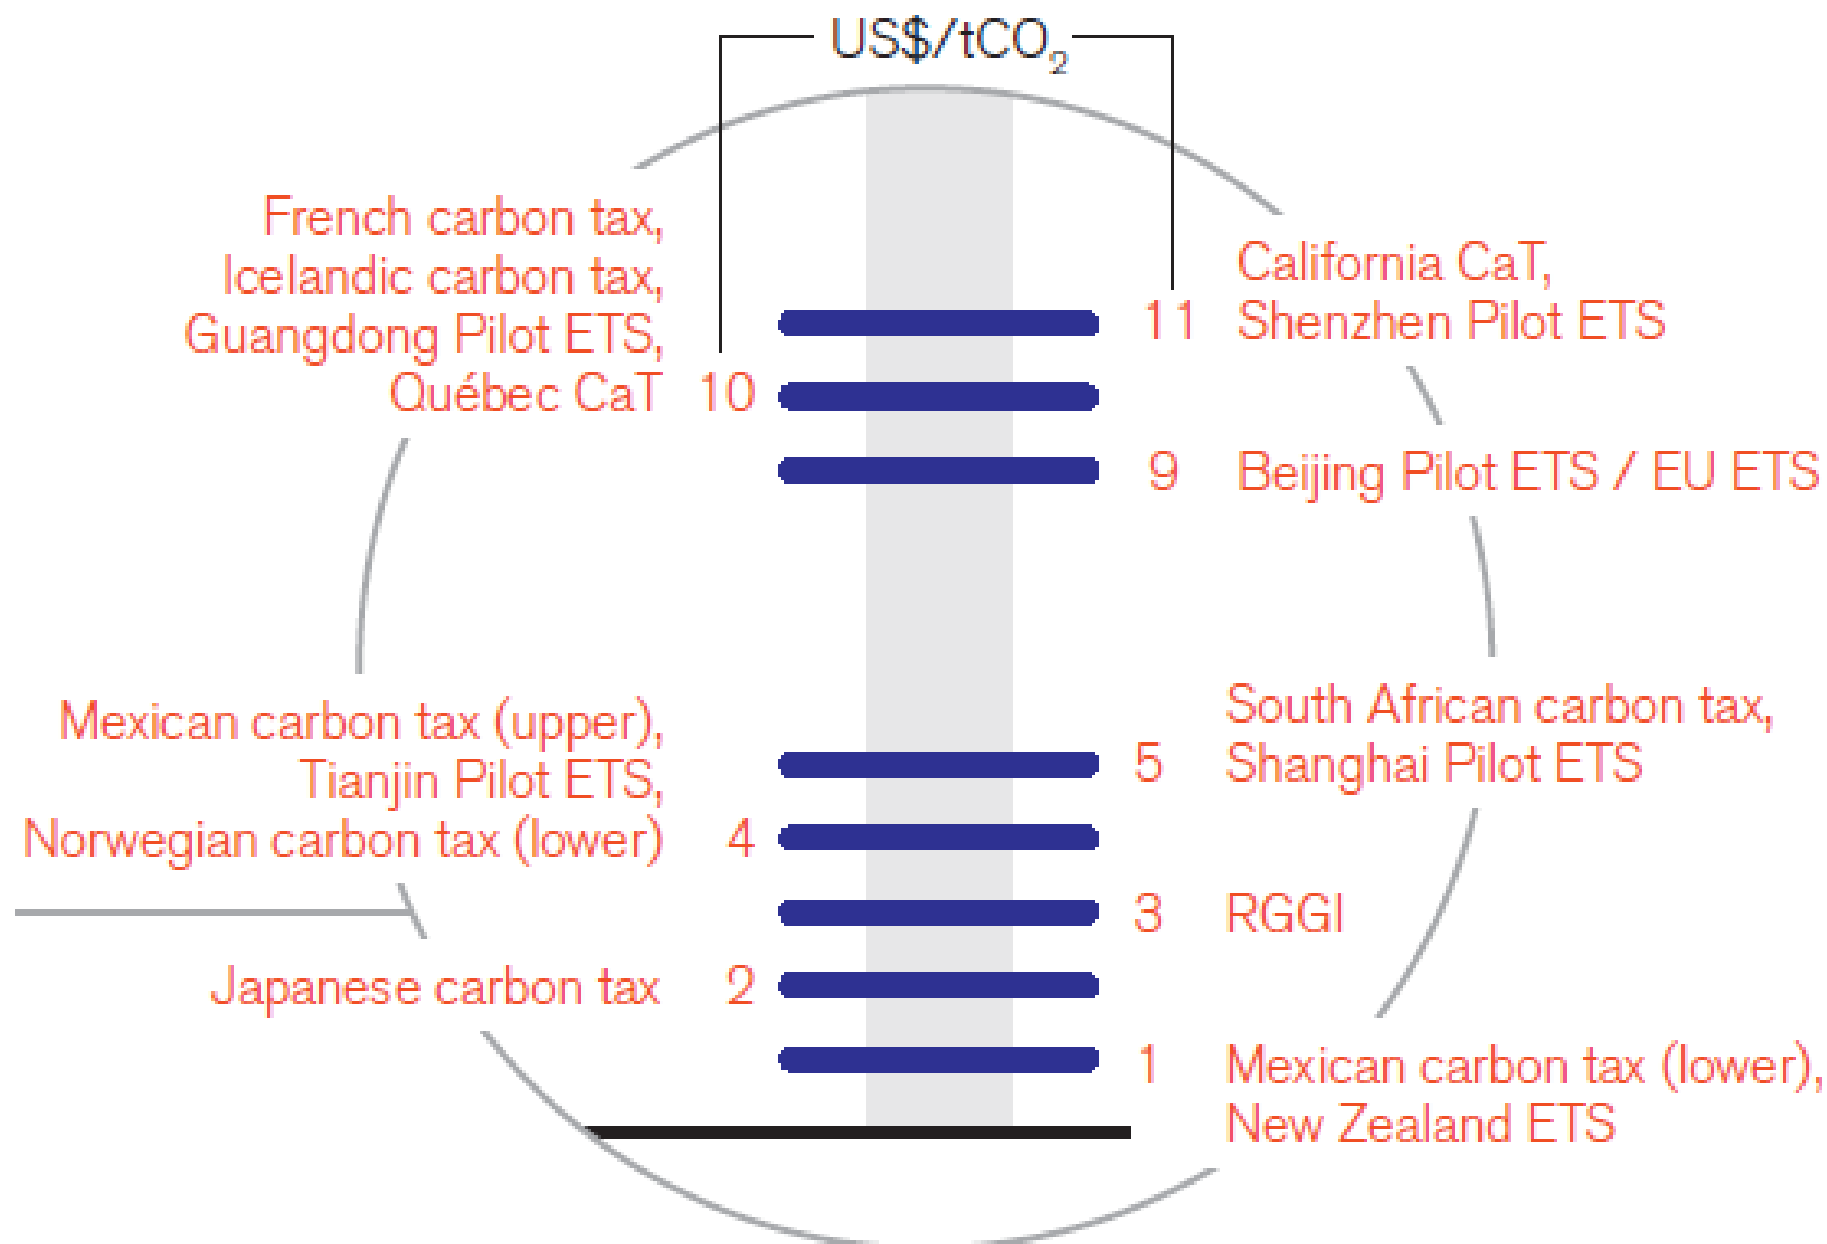 US$/tCO₂
French carbon tax,
Icelandic carbon tax,
Guangdong Pilot ETS,
Québec CaT 10
California CaT,
11 Shenzhen Pilot ETS
9 Beijing Pilot ETS / EU ETS
Mexican carbon tax (upper),
Tianjin Pilot ETS,
Norwegian carbon tax (lower) 4
South African carbon tax,
5 Shanghai Pilot ETS
3 RGGI
Japanese carbon tax 2
1 Mexican carbon tax (lower),
New Zealand ETS